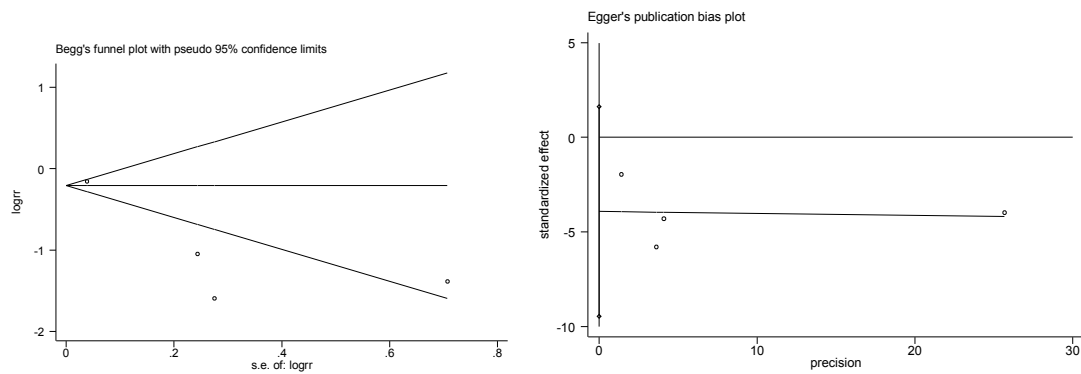 Begg's funnel plot with pseudo 95% confidence limits
logrr
1
0
-1
-2
0
.2
.4
.6
.8
s.e. of: logrr
Egger's publication bias plot
standardized effect
5
0
-5
-10
0
10
20
30
precision